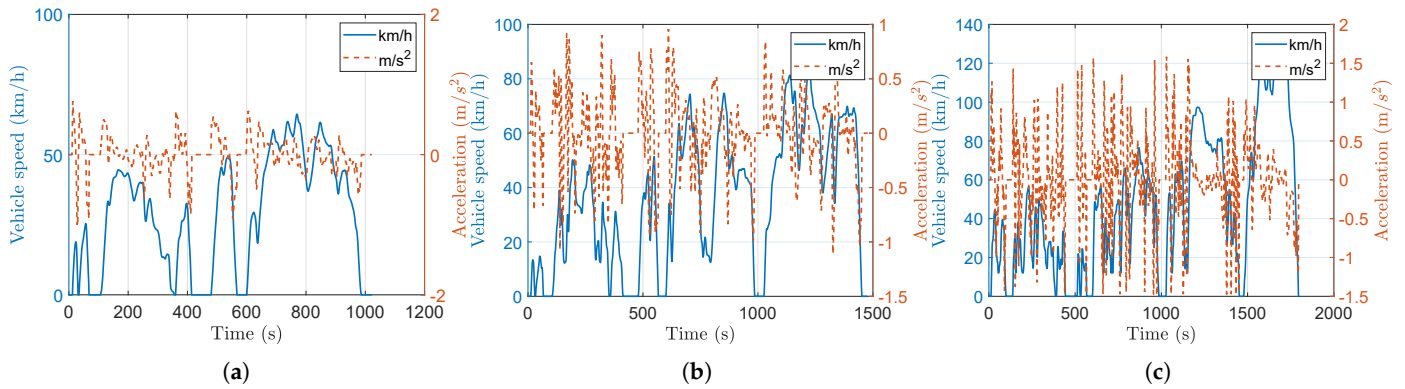 100
50
0
Vehicle speed (km/h)
2
0
-2
0 200 400 600 800 1000 1200
Time (s)
km/h
m/s²
Acceleration (m/s²)
(a)
100
80
60
40
20
0
Vehicle speed (km/h)
1
0.5
0
-0.5
-1
-1.5
0 500 1000 1500
Time (s)
km/h
m/s²
Acceleration (m/s²)
(b)
140
120
100
80
60
40
20
0
Vehicle speed (km/h)
2
1.5
1
0.5
0
-0.5
-1
-1.5
0 500 1000 1500 2000
Time (s)
km/h
m/s²
Acceleration (m/s²)
(c)